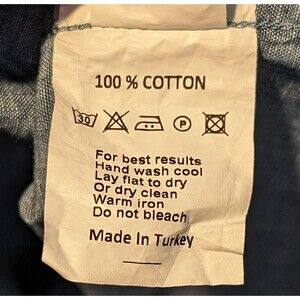 100 % COTTON
30 P
For best results
Hand wash cool
Lay flat to dry
Or dry clean
Warm iron
Do not bleach
Made In Turkey